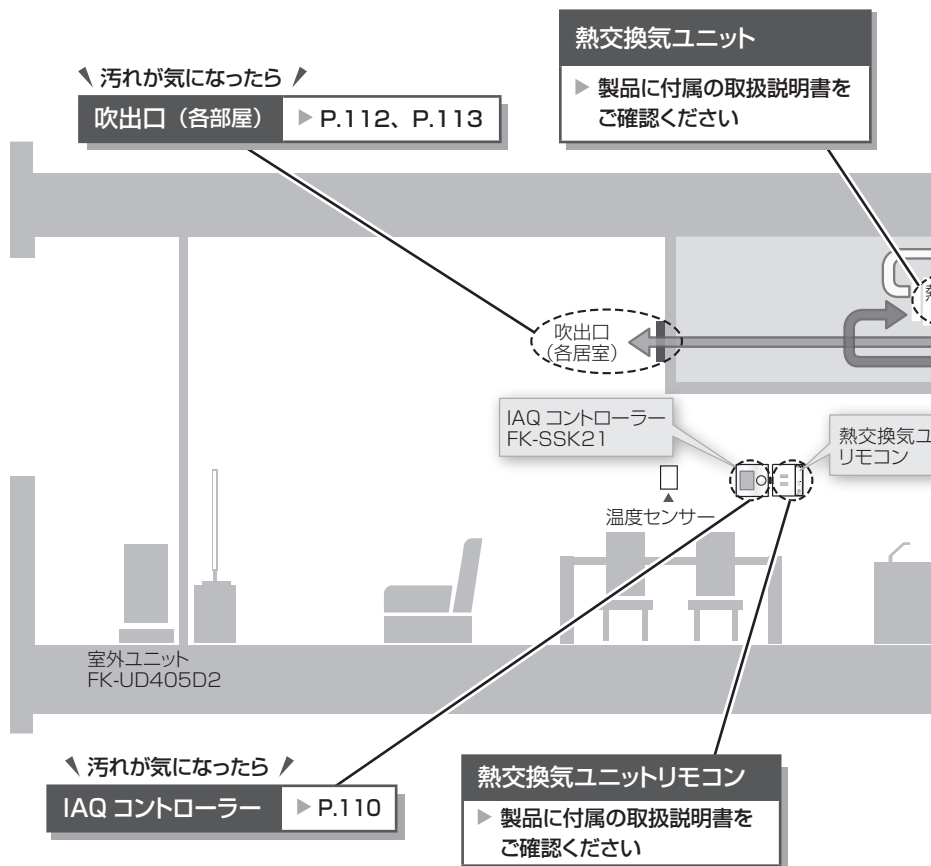 熱交換気ユニット
▶ 製品に付属の取扱説明書を
ご確認ください
汚れが気になったら
吹出口（各部屋） ▶ P.112、P.113
熱
吹出口
（各居室）
IAQ コントローラー
FK-SSK21
熱交換気ユ
リモコン
温度センサー
室外ユニット
FK-UD405D2
汚れが気になったら
IAQ コントローラー ▶ P.110
熱交換気ユニットリモコン
▶ 製品に付属の取扱説明書を
ご確認ください